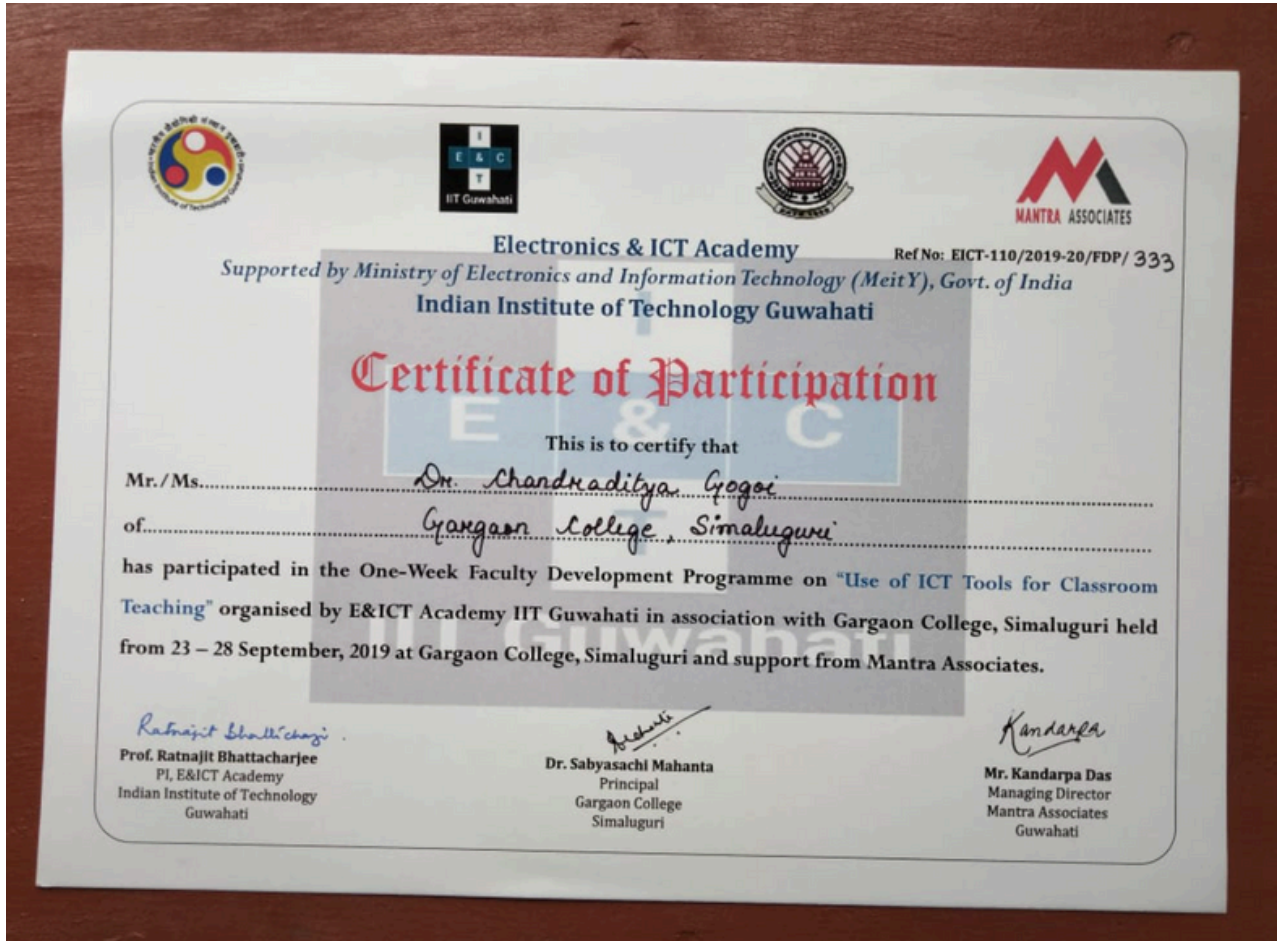 I
E & C
T
IIT Guwahati
MANTRA ASSOCIATES
Electronics & ICT Academy
Ref No: EICT-110/2019-20/FDP/ 333
Supported by Ministry of Electronics and Information Technology (MeitY), Govt. of India
Indian Institute of Technology Guwahati
Certificate of Participation
I
E & C
T
IIT Guwahati
This is to certify that
Mr./Ms. Dr. Chandraditya Gogoi
of Gargaon College, Simaluguri
has participated in the One-Week Faculty Development Programme on “Use of ICT Tools for Classroom
Teaching” organised by E&ICT Academy IIT Guwahati in association with Gargaon College, Simaluguri held
from 23 – 28 September, 2019 at Gargaon College, Simaluguri and support from Mantra Associates.
Ratnajit Bhattacharjee
Prof. Ratnajit Bhattacharjee
PI, E&ICT Academy
Indian Institute of Technology
Guwahati
Dr. Sabyasachi Mahanta
Principal
Gargaon College
Simaluguri
Kandarpa
Mr. Kandarpa Das
Managing Director
Mantra Associates
Guwahati